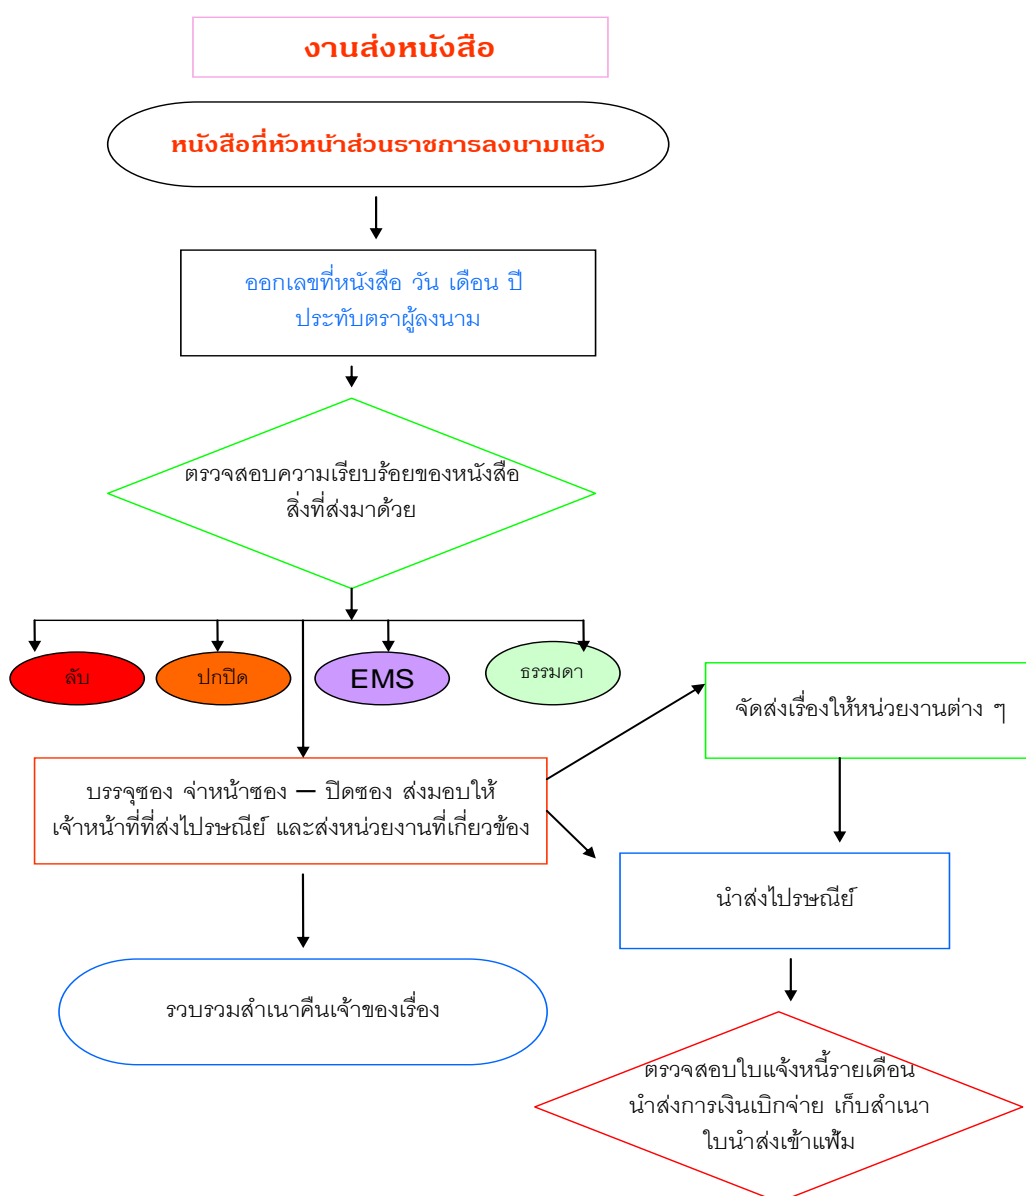 งานส่งหนังสือ
หนังสือที่หัวหน้าส่วนราชการลงนามแล้ว
ออกเลขที่หนังสือ วัน เดือน ปี
ประทับตราผู้ลงนาม
ตรวจสอบความเรียบร้อยของหนังสือ
สิ่งที่ส่งมาด้วย
ลับ
ปกปิด
EMS
ธรรมดา
จัดส่งเรื่องให้หน่วยงานต่าง ๆ
บรรจุซอง จ่าหน้าซอง – ปิดซอง ส่งมอบให้
เจ้าหน้าที่ที่ส่งไปรษณีย์ และส่งหน่วยงานที่เกี่ยวข้อง
นำส่งไปรษณีย์
รวบรวมสำเนาคืนเจ้าของเรื่อง
ตรวจสอบใบแจ้งหนี้รายเดือน
นำส่งการเงินเบิกจ่าย เก็บสำเนา
ใบนำส่งเข้าแฟ้ม